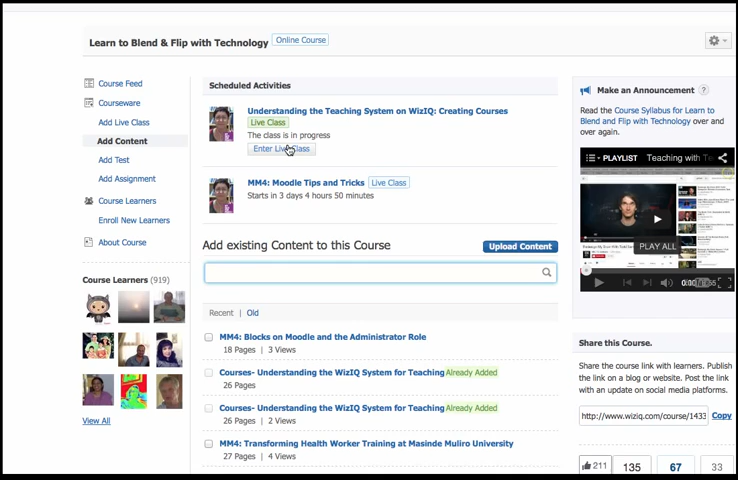 Learn to Blend & Flip with Technology Online Course
Course Feed
Courseware
Add Live Class
Add Content
Add Test
Add Assignment
Course Learners
Enroll New Learners
About Course
Course Learners (919)
View All
Scheduled Activities
Understanding the Teaching System on WizIQ: Creating Courses
Live Class
The class is in progress
Enter Live Class
MM4: Moodle Tips and Tricks Live Class
Starts in 3 days 4 hours 50 minutes
Add existing Content to this Course
Upload Content
Recent | Old
MM4: Blocks on Moodle and the Administrator Role
18 Pages | 3 Views
Courses- Understanding the WizIQ System for Teaching Already Added
26 Pages
Courses- Understanding the WizIQ System for Teaching Already Added
26 Pages | 2 Views
MM4: Transforming Health Worker Training at Masinde Muliro University
27 Pages | 4 Views
Make an Announcement ?
Read the Course Syllabus for Learn
to Blend and Flip with Technology over and
over again.
PLAYLIST Teaching with Te
PLAY ALL
Share this Course.
Share the course link with learners. Publish
the link on a blog or website. Post the link
with an update on social media platforms.
http://www.wiziq.com/course/1433 Copy
211 135 67 33